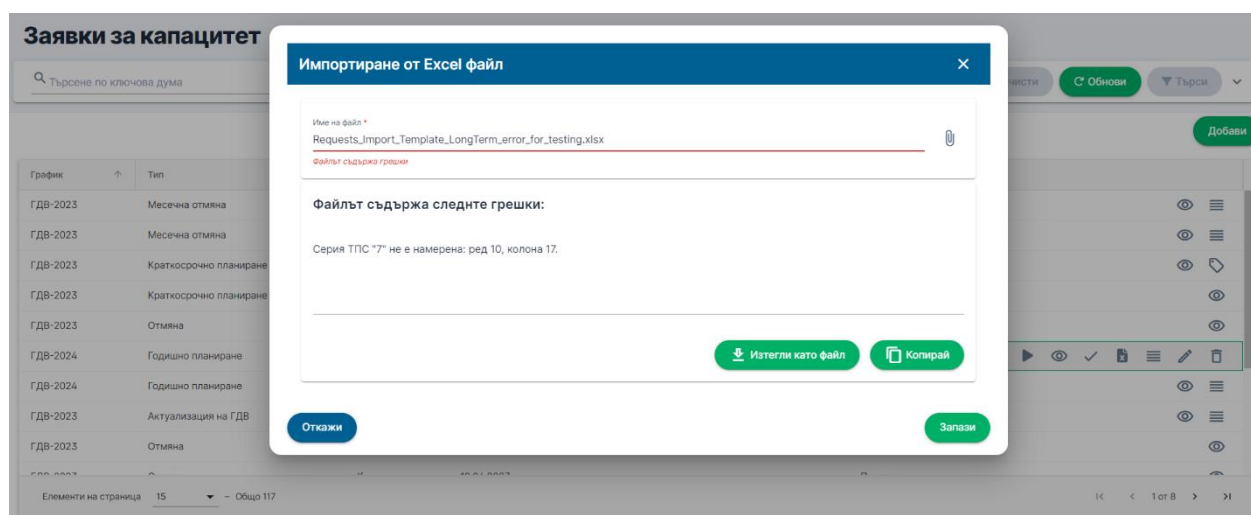 Заявки за капацитет
Търсене по ключова дума
чисти
Обнови
Търси
Добави
Импортиране от Excel файл
Име на файл *
Requests_Import_Template_LongTerm_error_for_testing.xlsx
Файлът съдържа грешки
Файлът съдържа следнте грешки:
Серия ТПС "7" не е намерена: ред 10, колона 17.
Изтегли като файл
Копирай
Откажи
Запази
График Тип
ГДВ-2023 Месечна отмяна
ГДВ-2023 Месечна отмяна
ГДВ-2023 Краткосрочно планиране
ГДВ-2023 Краткосрочно планиране
ГДВ-2023 Отмяна
ГДВ-2024 Годишно планиране
ГДВ-2024 Годишно планиране
ГДВ-2023 Актуализация на ГДВ
ГДВ-2023 Отмяна
Елементи на страница 15 – Общо 117
1 от 8